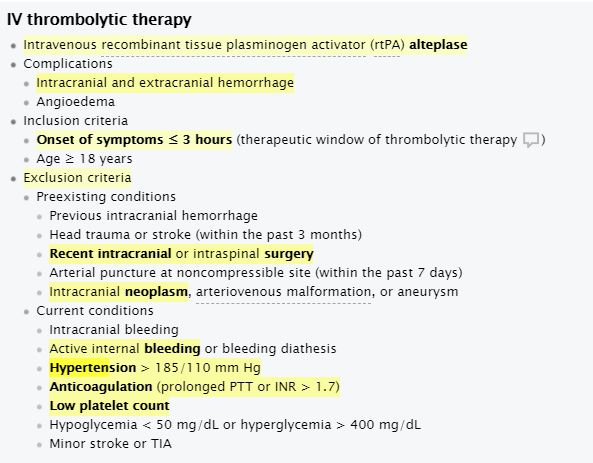 IV thrombolytic therapy
Intravenous recombinant tissue plasminogen activator (rtPA) alteplase
Complications
Intracranial and extracranial hemorrhage
Angioedema
Inclusion criteria
Onset of symptoms ≤ 3 hours (therapeutic window of thrombolytic therapy )
Age ≥ 18 years
Exclusion criteria
Preexisting conditions
Previous intracranial hemorrhage
Head trauma or stroke (within the past 3 months)
Recent intracranial or intraspinal surgery
Arterial puncture at noncompressible site (within the past 7 days)
Intracranial neoplasm, arteriovenous malformation, or aneurysm
Current conditions
Intracranial bleeding
Active internal bleeding or bleeding diathesis
Hypertension > 185/110 mm Hg
Anticoagulation (prolonged PTT or INR > 1.7)
Low platelet count
Hypoglycemia < 50 mg/dL or hyperglycemia > 400 mg/dL
Minor stroke or TIA